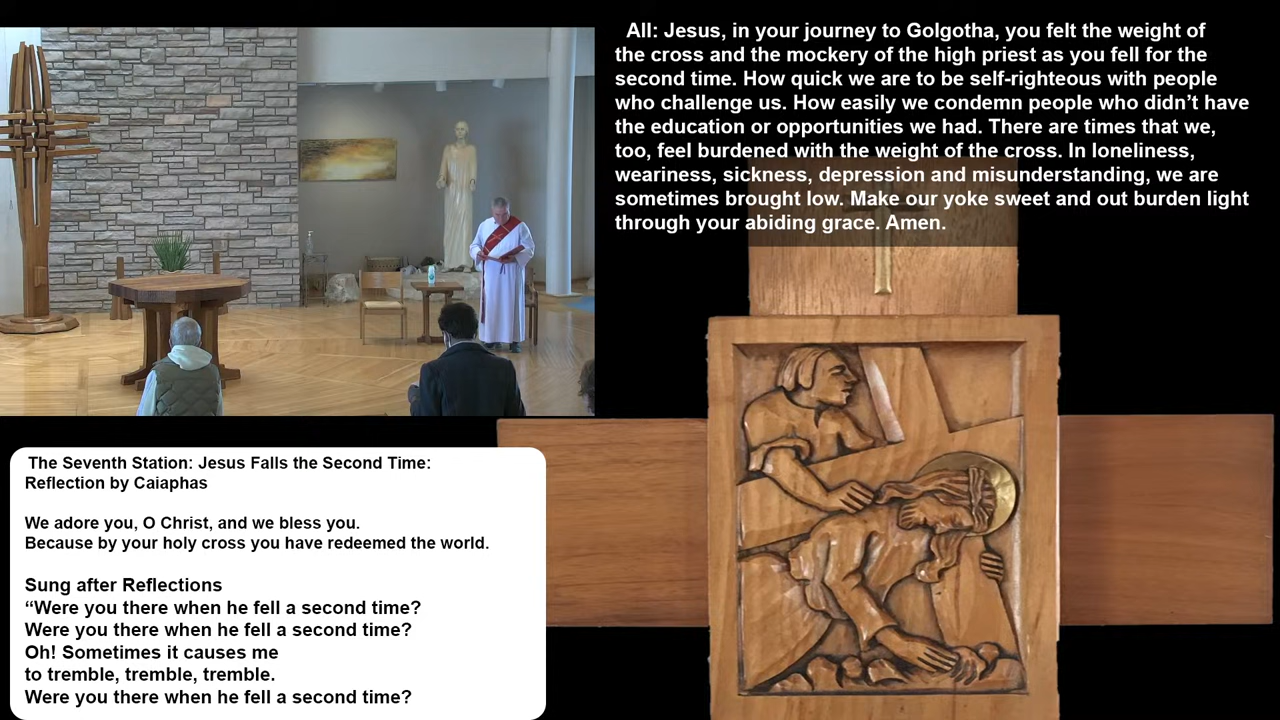 All: Jesus, in your journey to Golgotha, you felt the weight of
the cross and the mockery of the high priest as you fell for the
second time. How quick we are to be self-righteous with people
who challenge us. How easily we condemn people who didn’t have
the education or opportunities we had. There are times that we,
too, feel burdened with the weight of the cross. In loneliness,
weariness, sickness, depression and misunderstanding, we are
sometimes brought low. Make our yoke sweet and out burden light
through your abiding grace. Amen.
The Seventh Station: Jesus Falls the Second Time:
Reflection by Caiaphas
We adore you, O Christ, and we bless you.
Because by your holy cross you have redeemed the world.
Sung after Reflections
“Were you there when he fell a second time?
Were you there when he fell a second time?
Oh! Sometimes it causes me
to tremble, tremble, tremble.
Were you there when he fell a second time?